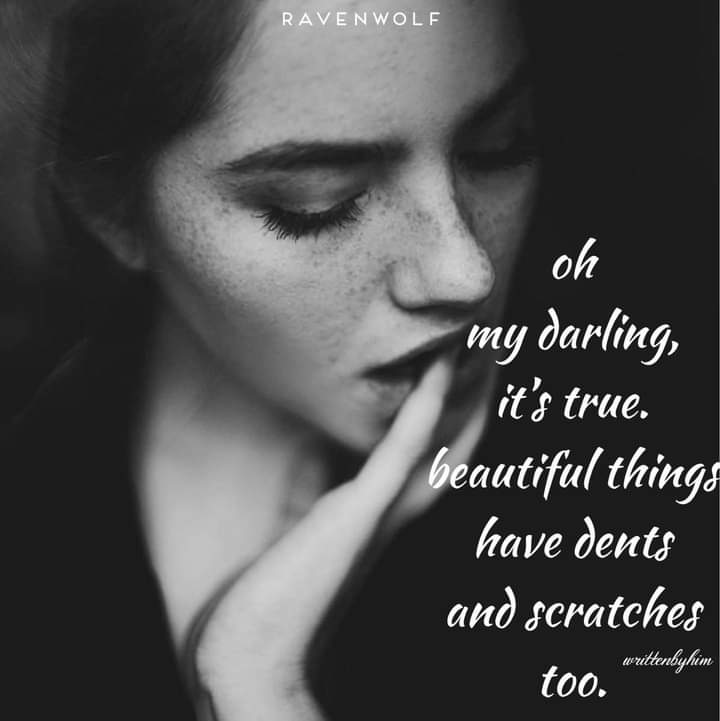 RAVENWOLF
oh
my darling,
it's true.
beautiful things
have dents
and scratches
too.
writtenbyhim